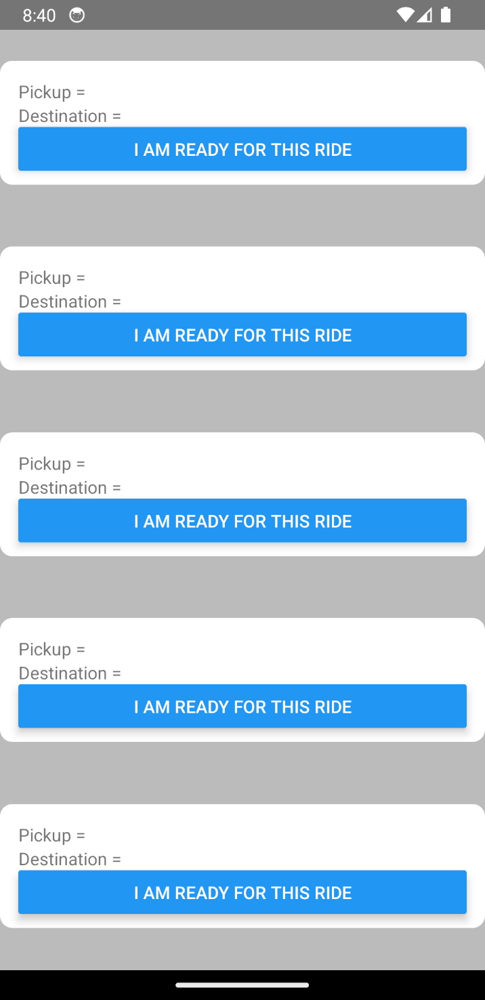 8:40
Pickup =
Destination =
I AM READY FOR THIS RIDE
Pickup =
Destination =
I AM READY FOR THIS RIDE
Pickup =
Destination =
I AM READY FOR THIS RIDE
Pickup =
Destination =
I AM READY FOR THIS RIDE
Pickup =
Destination =
I AM READY FOR THIS RIDE